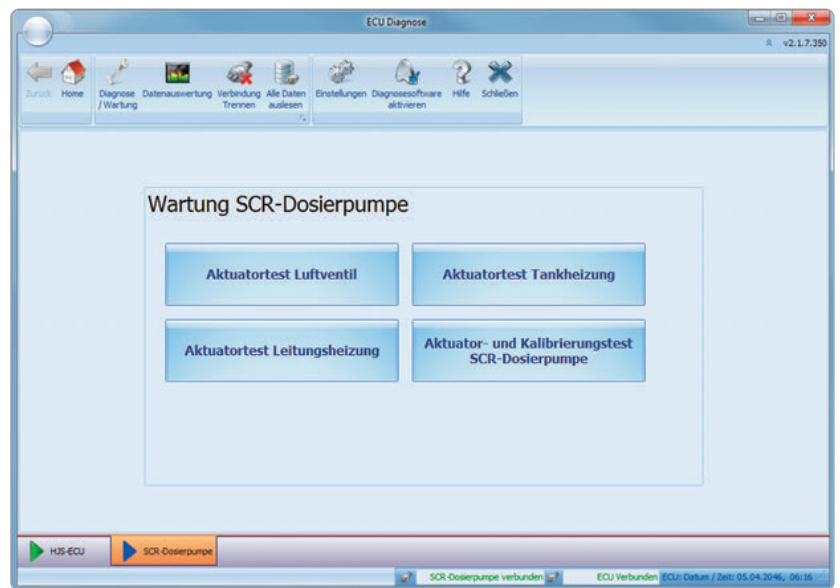 ECU Diagnose
v2.1.7.350
Zurück Home Diagnose Datenauswertung Verbindung Alle Daten Einstellungen Diagnosesoftware Hilfe Schließen
/ Wartung Trennen auslesen aktivieren
Wartung SCR-Dosierpumpe
Aktuatortest Luftventil
Aktuatortest Tankheizung
Aktuatortest Leitungsheizung
Aktuator- und Kalibrierungstest
SCR-Dosierpumpe
HJS-ECU SCR-Dosierpumpe
SCR-Dosierpumpe verbunden ECU Verbunden ECU: Datum / Zeit: 05.04.2046, 06:16